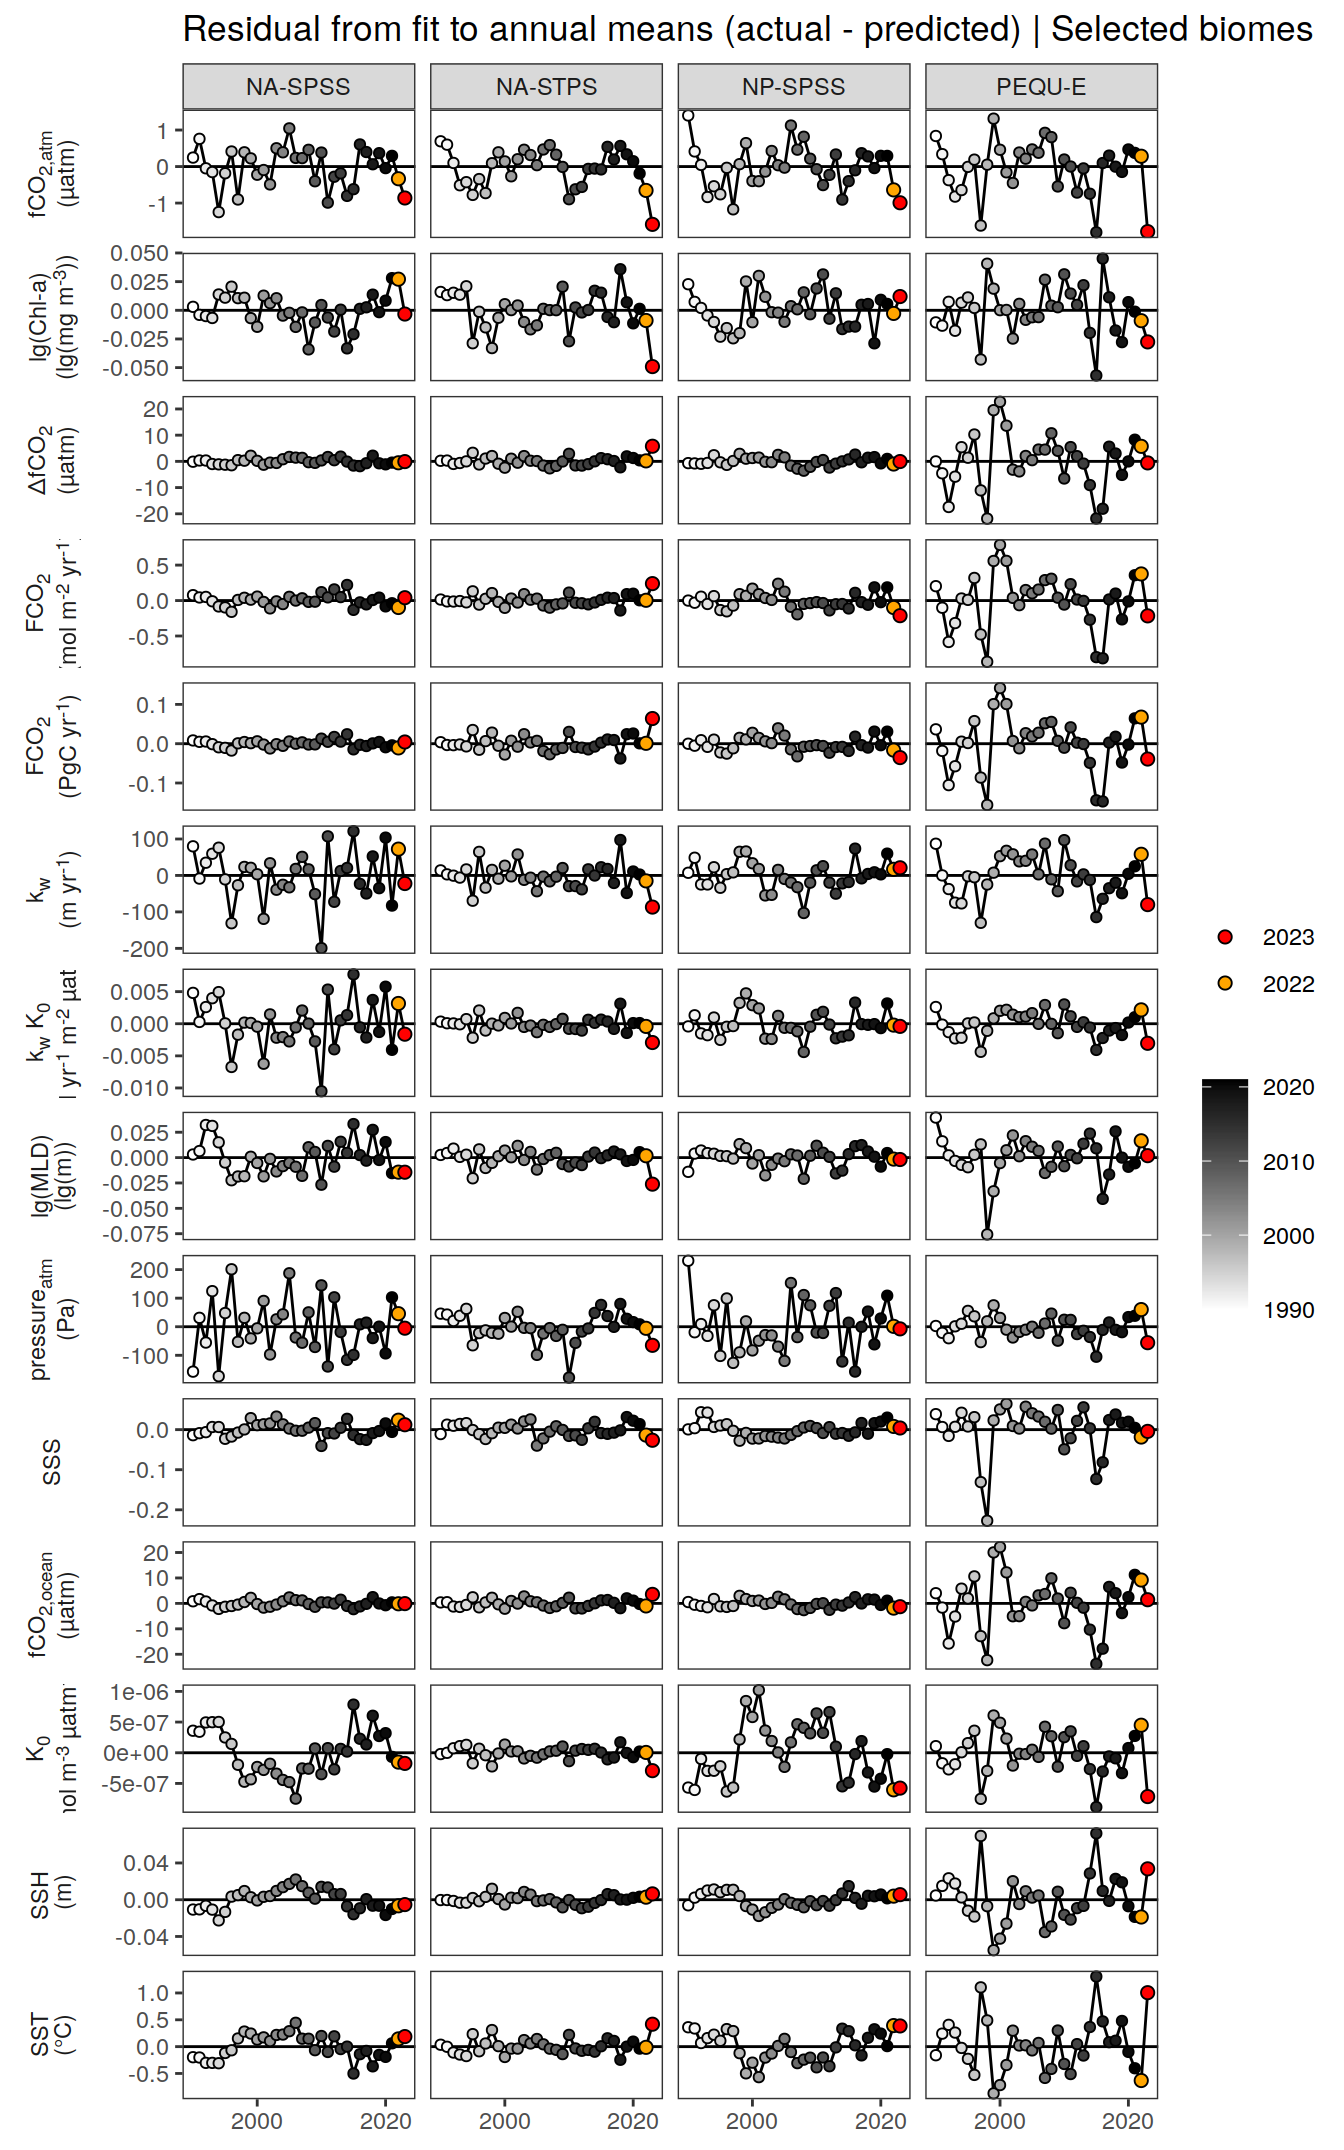 Residual from fit to annual means (actual - predicted) | Selected biomes
NA-SPSS NA-STPS NP-SPSS PEQU-E
fCO2,atm
(µatm)
1
0
-1
lg(Chl-a)
(lg(mg m-3))
0.050
0.025
0.000
-0.025
-0.050
ΔfCO2
(µatm)
20
10
0
-10
-20
FCO2
(mol m-2 yr-1
0.5
0.0
-0.5
FCO2
(PgC yr-1)
0.1
0.0
-0.1
kw
(m yr-1)
100
0
-100
-200
kw K0
l yr-1 m-2 µat
0.005
0.000
-0.005
-0.010
lg(MLD)
(lg(m))
0.025
0.000
-0.025
-0.050
-0.075
pressureatm
(Pa)
200
100
0
-100
SSS
0.0
-0.1
-0.2
fCO2,ocean
(µatm)
20
10
0
-10
-20
K0
nol m-3 µatm
1e-06
5e-07
0e+00
-5e-07
SSH
(m)
0.04
0.00
-0.04
SST
(°C)
1.0
0.5
0.0
-0.5
2000 2020 2000 2020 2000 2020 2000 2020
2023
2022
2020
2010
2000
1990